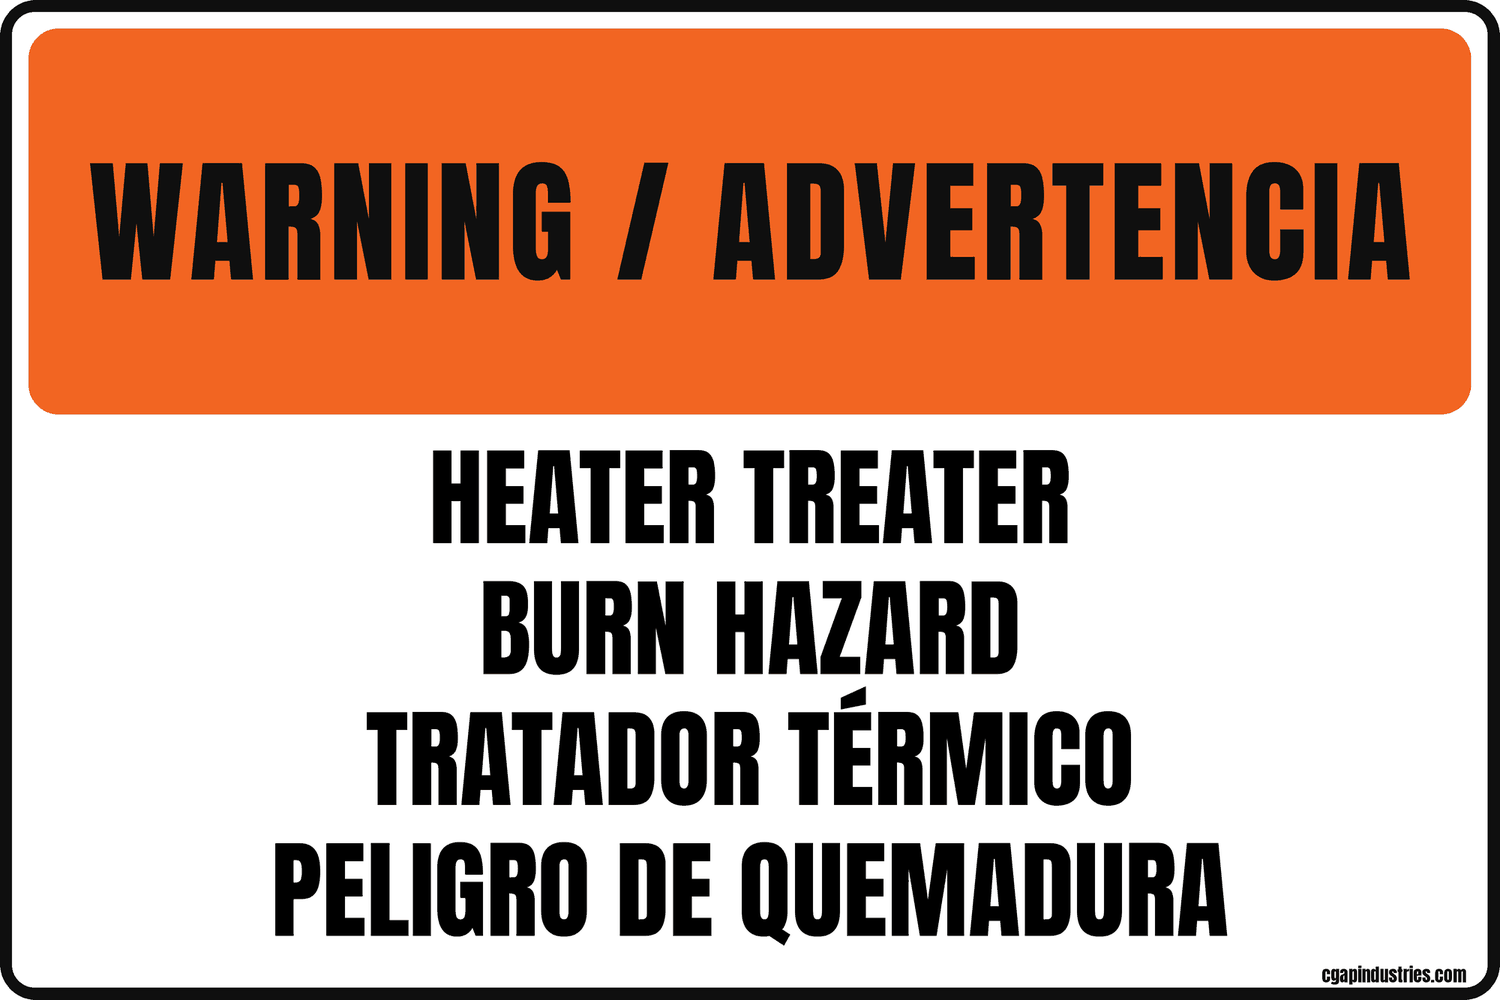 WARNING / ADVERTENCIA
HEATER TREATER
BURN HAZARD
TRATADOR TÉRMICO
PELIGRO DE QUEMADURA
cgapindustries.com